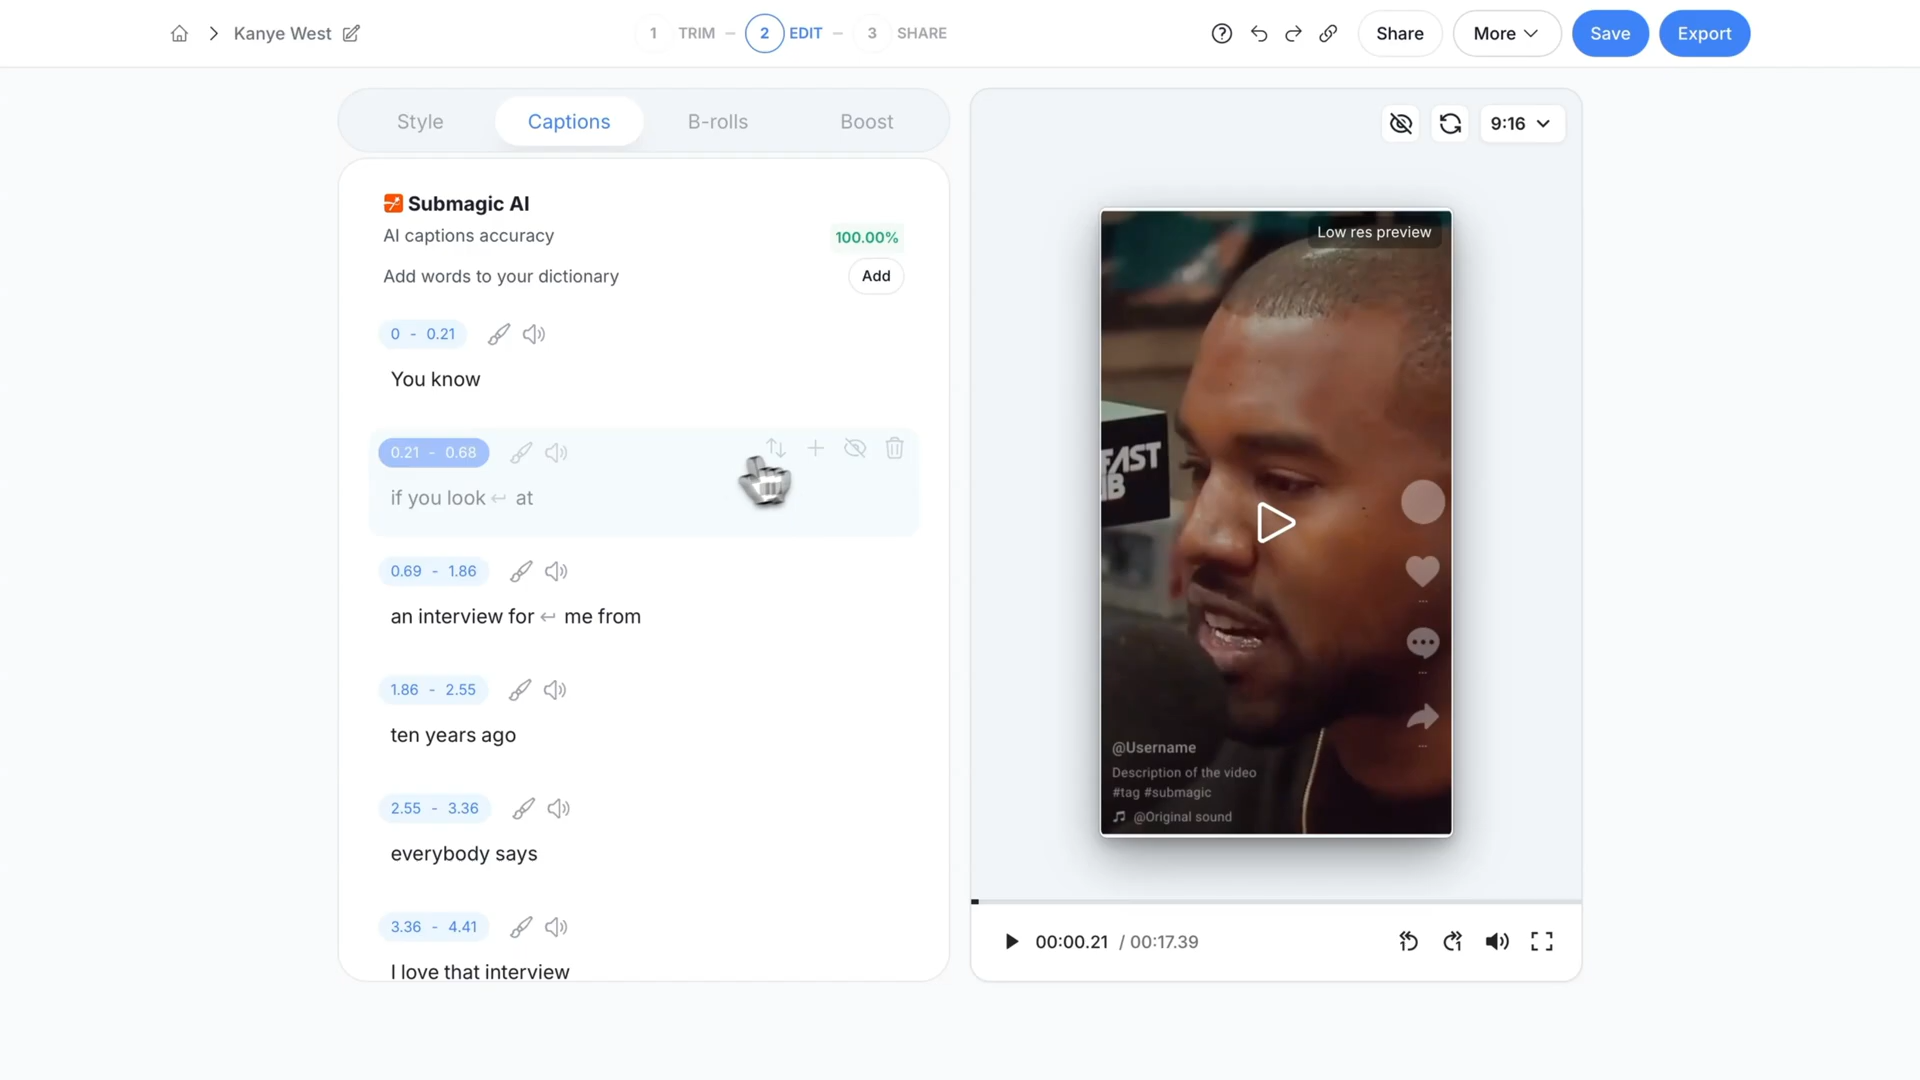 Kanye West
1 TRIM – 2 EDIT – 3 SHARE
Share
More
Save
Export
Style
Captions
B-rolls
Boost
Submagic AI
AI captions accuracy
100.00%
Add words to your dictionary
Add
0 - 0.21
You know
0.21 - 0.68
if you look ↩ at
0.69 - 1.86
an interview for ↩ me from
1.86 - 2.55
ten years ago
2.55 - 3.36
everybody says
3.36 - 4.41
I love that interview
9:16
Low res preview
@Username
Description of the video
#tag #submagic
@Original sound
00:00.21 / 00:17.39